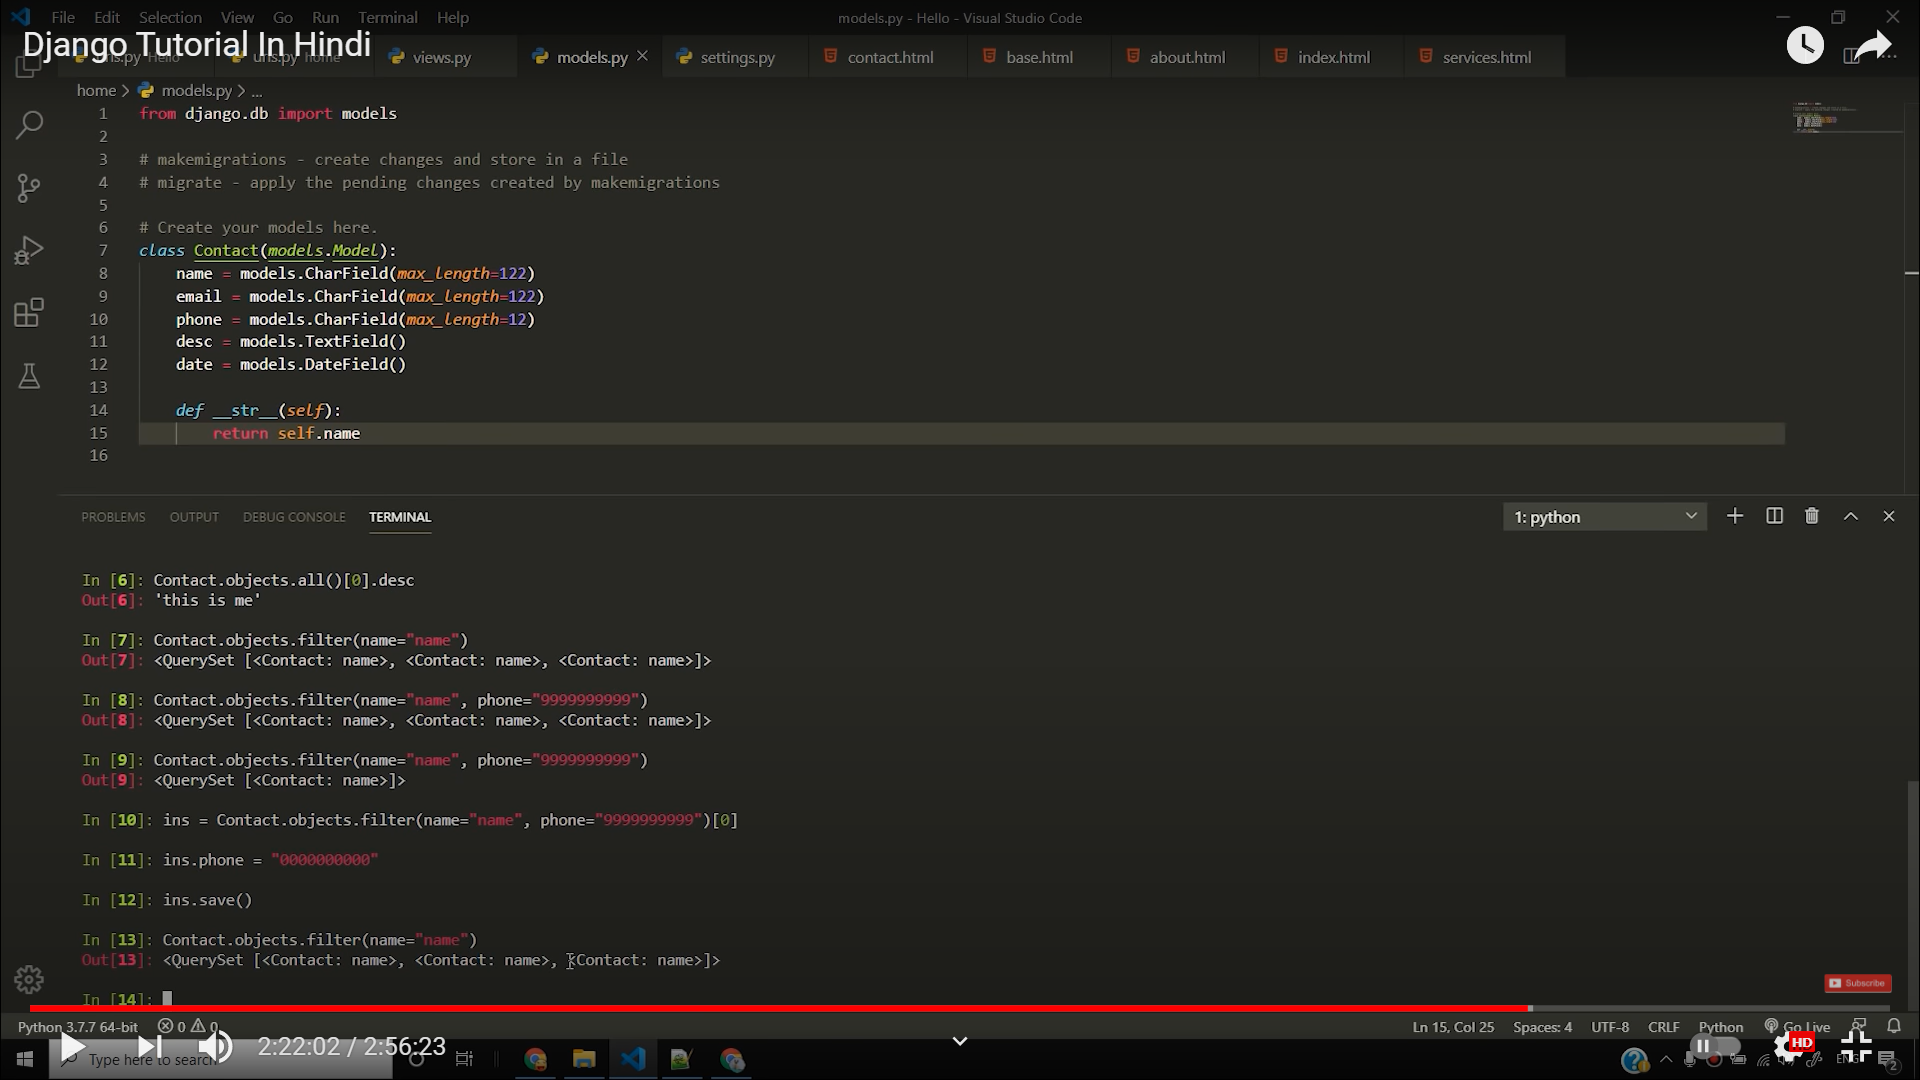 File Edit Selection View Go Run Terminal Help
models.py - Hello - Visual Studio Code
Django Tutorial In Hindi
views.py
models.py
settings.py
contact.html
base.html
about.html
index.html
services.html
home > models.py > ...
1 from django.db import models
2
3 # makemigrations - create changes and store in a file
4 # migrate - apply the pending changes created by makemigrations
5
6 # Create your models here.
7 class Contact(models.Model):
8 name = models.CharField(max_length=122)
9 email = models.CharField(max_length=122)
10 phone = models.CharField(max_length=12)
11 desc = models.TextField()
12 date = models.DateField()
13
14 def __str__(self):
15 return self.name
16
PROBLEMS OUTPUT DEBUG CONSOLE TERMINAL
1: python
In [6]: Contact.objects.all()[0].desc
Out[6]: 'this is me'
In [7]: Contact.objects.filter(name="name")
Out[7]: <QuerySet [<Contact: name>, <Contact: name>, <Contact: name>]>
In [8]: Contact.objects.filter(name="name", phone="9999999999")
Out[8]: <QuerySet [<Contact: name>, <Contact: name>, <Contact: name>]>
In [9]: Contact.objects.filter(name="name", phone="9999999999")
Out[9]: <QuerySet [<Contact: name>]>
In [10]: ins = Contact.objects.filter(name="name", phone="9999999999")[0]
In [11]: ins.phone = "0000000000"
In [12]: ins.save()
In [13]: Contact.objects.filter(name="name")
Out[13]: <QuerySet [<Contact: name>, <Contact: name>, <Contact: name>]>
Subscribe
In [14]:
Python 3.7.7 64-bit 0 0
Ln 15, Col 25 Spaces: 4 UTF-8 CRLF Python Go Live
Type here to search
2:22:02 / 2:56:23
HD
ENG
2